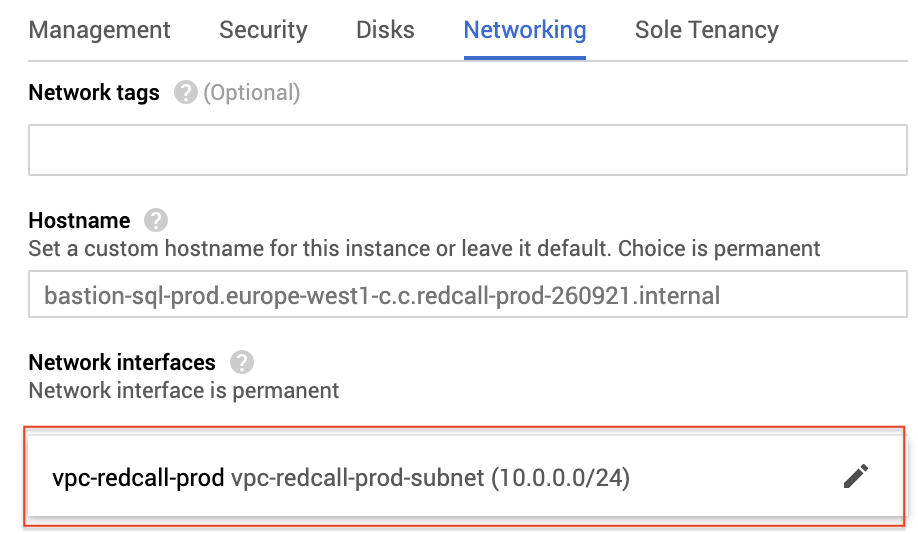 Management Security Disks Networking Sole Tenancy
Network tags ? (Optional)
Hostname ?
Set a custom hostname for this instance or leave it default. Choice is permanent
bastion-sql-prod.europe-west1-c.c.redcall-prod-260921.internal
Network interfaces ?
Network interface is permanent
vpc-redcall-prod vpc-redcall-prod-subnet (10.0.0.0/24)